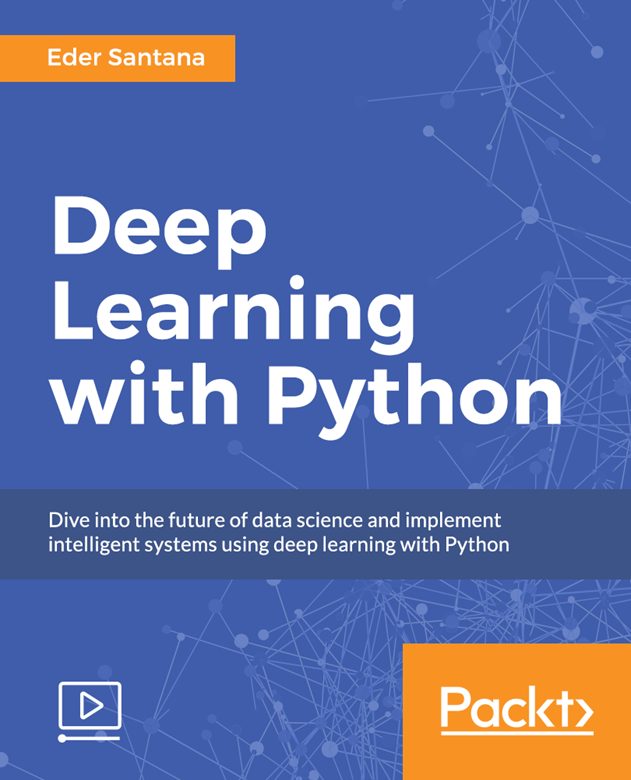 Eder Santana
Deep
Learning
with Python
Dive into the future of data science and implement
intelligent systems using deep learning with Python
Packt